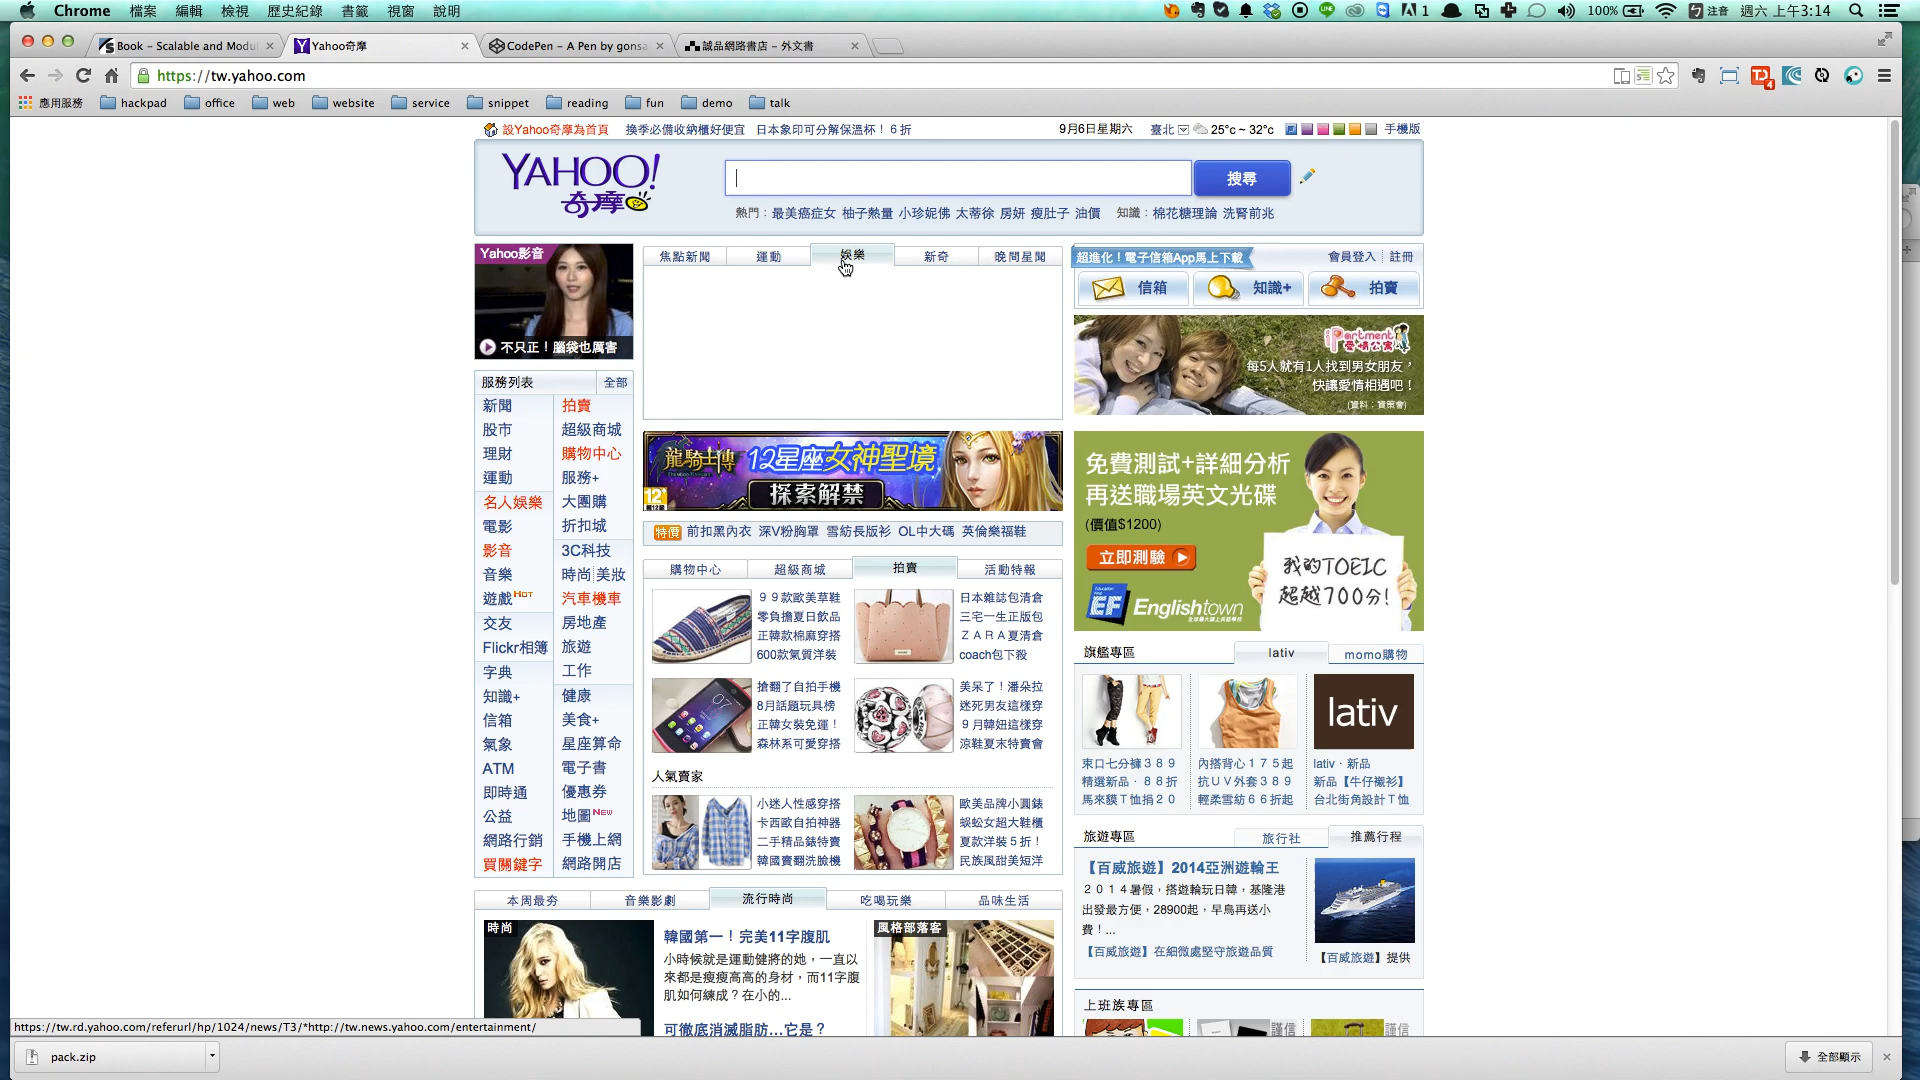 Chrome 檔案 編輯 檢視 歷史紀錄 書籤 視窗 說明
1 100% 注音 週六 上午3:14
Book – Scalable and Modul
Yahoo奇摩
CodePen – A Pen by gonsa
誠品網路書店 – 外文書
https://tw.yahoo.com
應用服務 hackpad office web website service snippet reading fun demo talk
設Yahoo奇摩為首頁 換季必備收納櫃好便宜 日本象印可分解保溫杯！6 折
9月6日星期六 臺北 25°c ~ 32°c 手機版
YAHOO!
奇摩
搜尋
熱門：最美癌症女 柚子熱量 小珍妮佛 太蒂徐 房妍 瘦肚子 油價 知識：棉花糖理論 洗腎前兆
Yahoo影音
不只正！腦袋也厲害
焦點新聞 運動 娛樂 新奇 晚間星聞
超進化！電子信箱App馬上下載
會員登入 註冊
信箱 知識+ 拍賣
iPartment
愛情公寓
每5人就有1人找到男女朋友，
快讓愛情相遇吧！
(資料：資策會)
服務列表 全部
新聞 拍賣
股市 超級商城
理財 購物中心
運動 服務+
名人娛樂 大團購
電影 折扣城
影音 3C科技
音樂 時尚 美妝
遊戲HOT 汽車機車
交友 房地產
Flickr相簿 旅遊
字典 工作
知識+ 健康
信箱 美食+
氣象 星座算命
ATM 電子書
即時通 優惠券
公益 地圖NEW
網路行銷 手機上網
買關鍵字 網路開店
龍騎士傳 12星座女神聖境
探索解禁
12+
特價 前扣黑內衣 深V粉胸罩 雪紡長版衫 OL中大碼 英倫樂福鞋
購物中心 超級商城 拍賣 活動特報
９９款歐美草鞋
零負擔夏日飲品
正韓款棉麻穿搭
600款氣質洋裝
日本雜誌包清倉
三宅一生正版包
ＺＡＲＡ夏清倉
coach包下殺
搶翻了自拍手機
8月話題玩具榜
正韓女裝免運！
森林系可愛穿搭
美呆了！潘朵拉
迷死男友這樣穿
９月韓妞這樣穿
涼鞋夏末特賣會
人氣賣家
小迷人性感穿搭
卡西歐自拍神器
二手精品錶特賣
韓國賣翻洗臉機
歐美品牌小圓錶
蜈蚣女超大鞋櫃
夏款洋裝５折！
民族風甜美短洋
免費測試+詳細分析
再送職場英文光碟
(價值$1200)
立即測驗
EF Englishtown
我的TOEIC
超越700分!
旗艦專區 lativ momo購物
lativ
束口七分褲３８９
精選新品‧８８折
馬來貘Ｔ恤捐２０
內搭背心１７５起
抗ＵＶ外套３８９
輕柔雪紡６６折起
lativ‧新品
新品【牛仔襯衫】
台北街角設計Ｔ恤
旅遊專區 旅行社 推薦行程
【百威旅遊】2014亞洲遊輪王
２０１４暑假，搭遊輪玩日韓，基隆港
出發最方便，28900起，早鳥再送小
費！...
【百威旅遊】在細微處堅守旅遊品質
【百威旅遊】提供
本周最夯 音樂影劇 流行時尚 吃喝玩樂 品味生活
時尚
韓國第一！完美11字腹肌
小時候就是運動健將的她，一直以
來都是瘦瘦高高的身材，而11字腹
肌如何練成？在小的...
可徹底消滅脂肪...它是？
風格部落客
上班族專區
謹信
謹信
https://tw.rd.yahoo.com/referurl/hp/1024/news/T3/*http://tw.news.yahoo.com/entertainment/
pack.zip
全部顯示